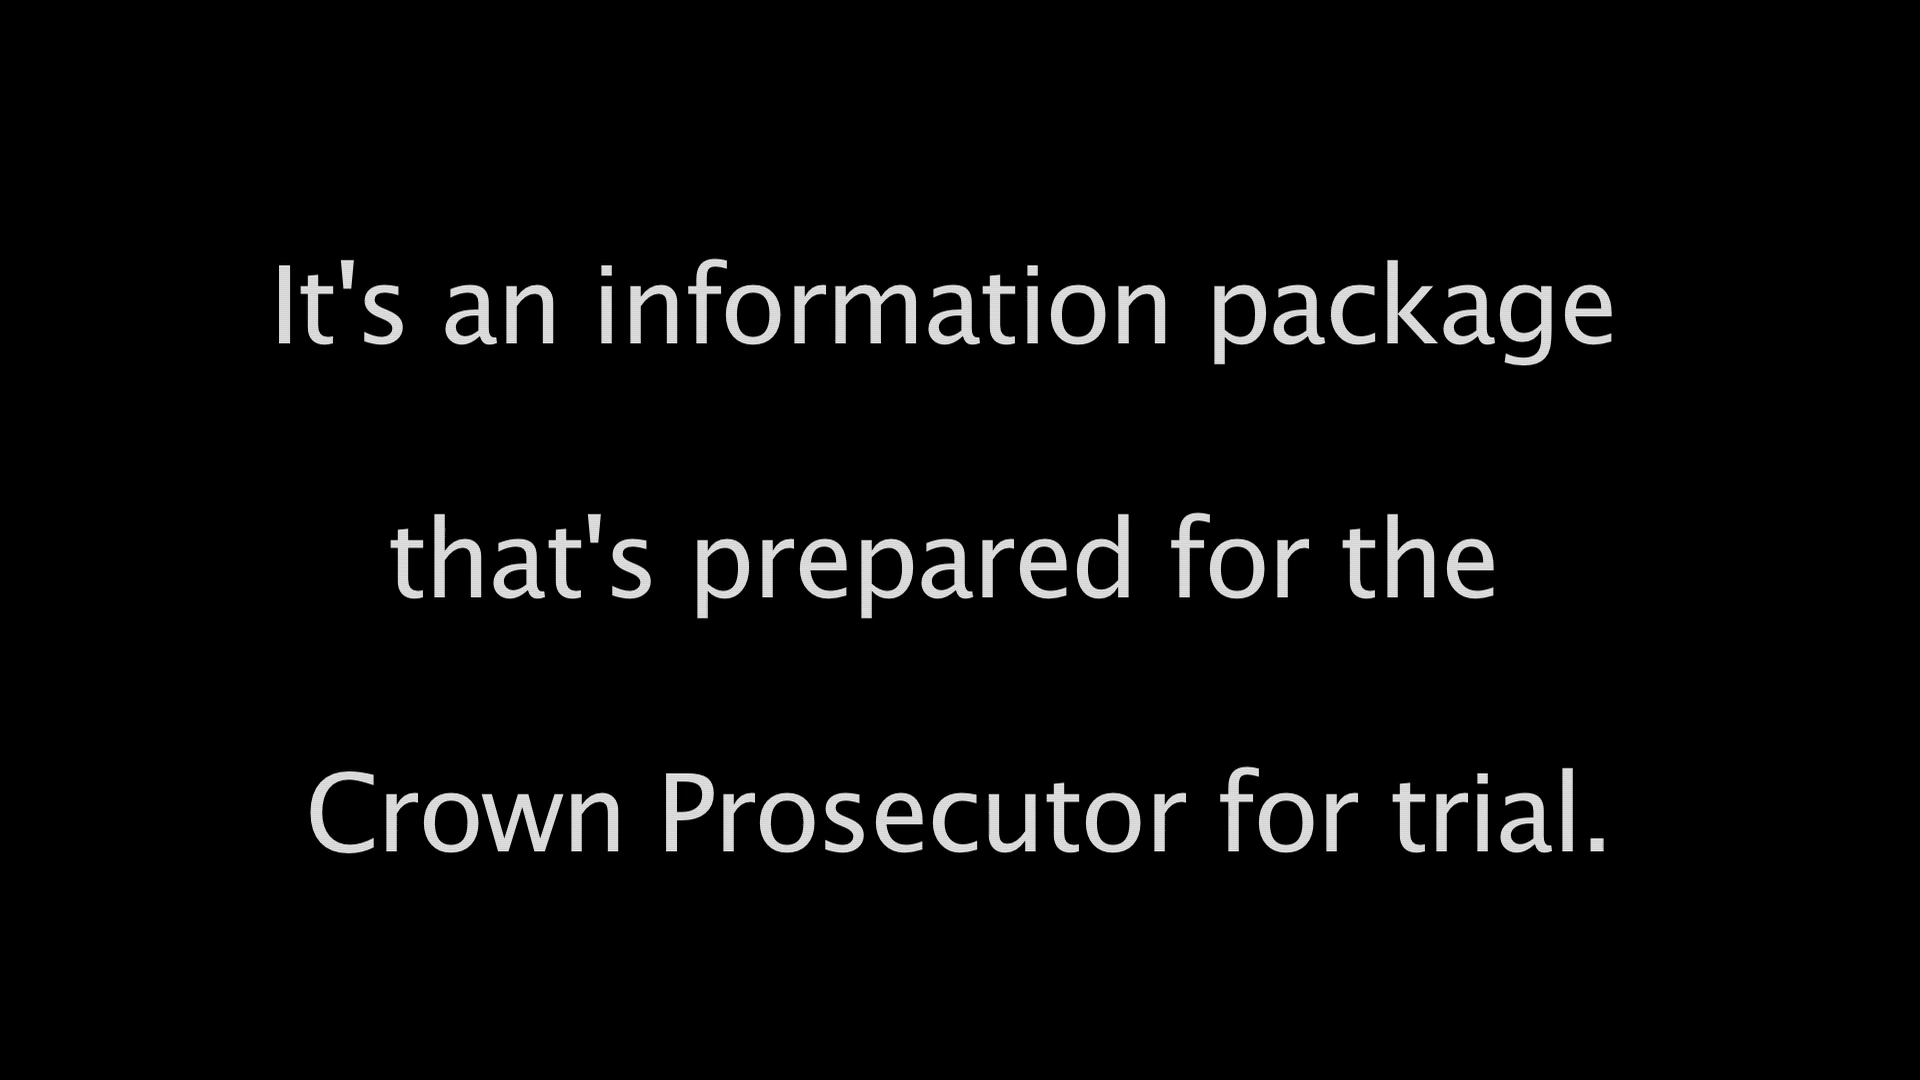 It's an information package
that's prepared for the
Crown Prosecutor for trial.